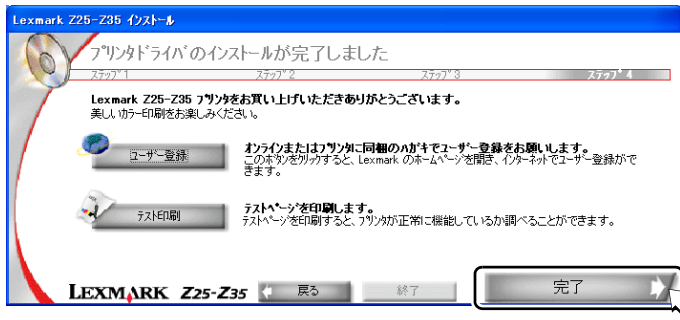 Lexmark Z25-Z35 インストール
プリンタドライバのインストールが完了しました
ステップ 1 ステップ 2 ステップ 3 ステップ 4
Lexmark Z25-Z35 プリンタをお買い上げいただきありがとうございます。
美しいカラー印刷をお楽しみください。
ユーザー登録
オンラインまたはプリンタに同梱のハガキでユーザー登録をお願いします。
このボタンをクリックすると、Lexmark のホームページを開き、インターネットでユーザー登録がで
きます。
テスト印刷
テストページを印刷します。
テストページを印刷すると、プリンタが正常に機能しているか調べることができます。
LEXMARK Z25-Z35 戻る 終了 完了